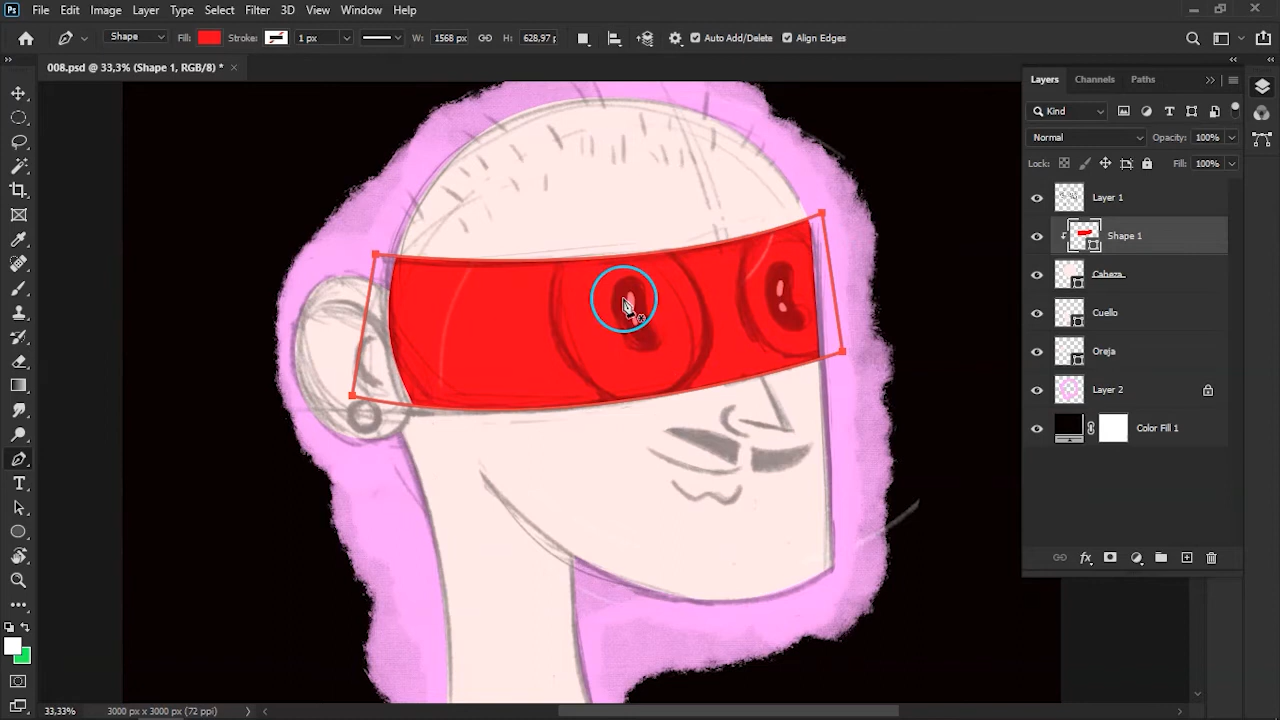 Ps File Edit Image Layer Type Select Filter 3D View Window Help
Shape Fill: Stroke: 1 px W: 1568 px H: 628,97 p Auto Add/Delete Align Edges
008.psd @ 33,3% (Shape 1, RGB/8) * ×
Layers Channels Paths
Kind
Normal Opacity: 100%
Lock: Fill: 100%
Layer 1
Shape 1
Cabeza
Cuello
Oreja
Layer 2
Color Fill 1
fx
33,33% 3000 px x 3000 px (72 ppi)